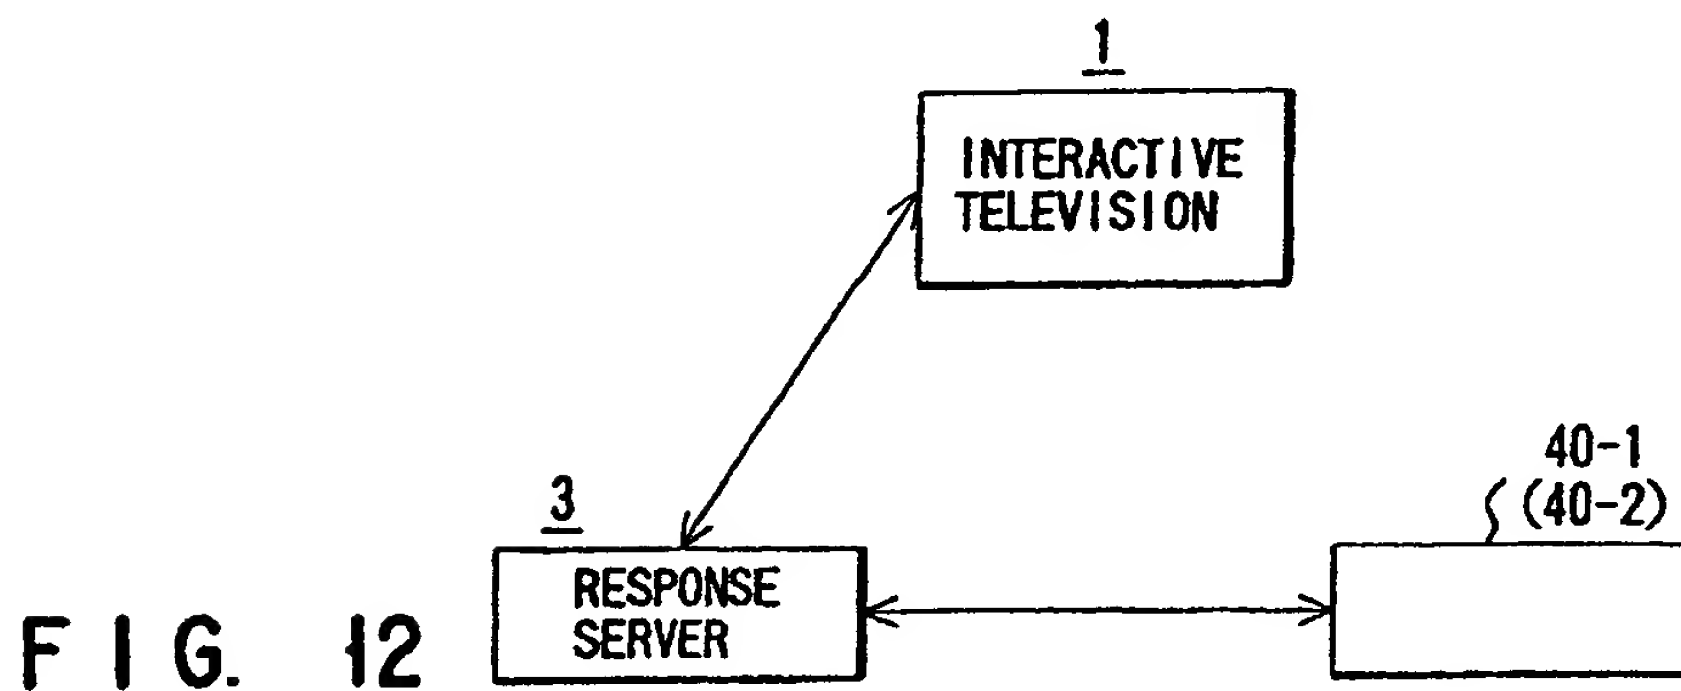 1
INTERACTIVE
TELEVISION
40-1
(40-2)
3
RESPONSE
SERVER
FIG. 12